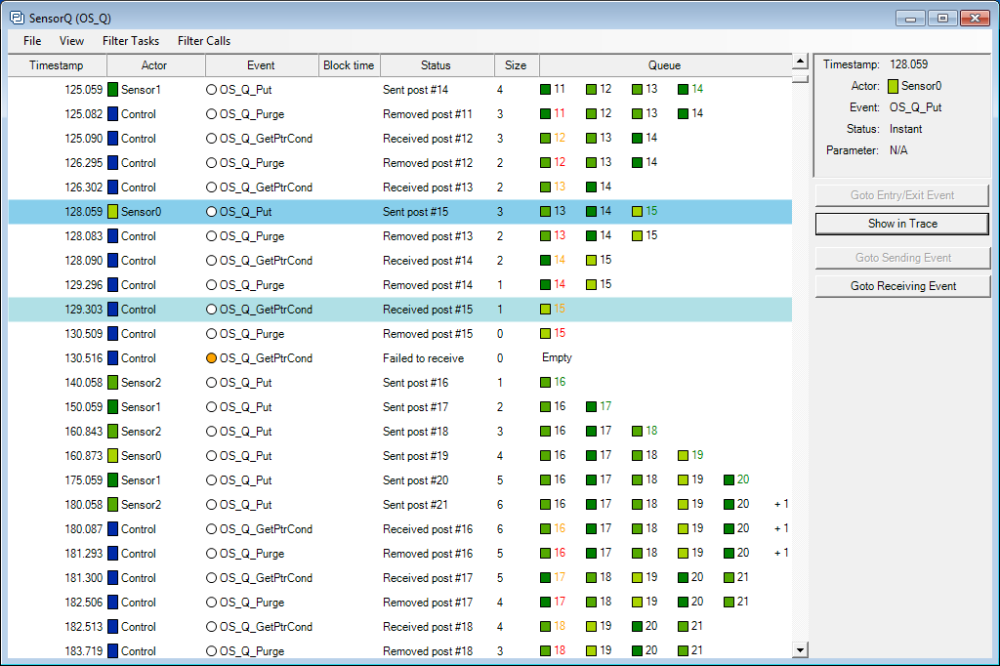 SensorQ (OS_Q)
File View Filter Tasks Filter Calls
Timestamp Actor Event Block time Status Size Queue
125.059 Sensor1 OS_Q_Put Sent post #14 4 11 12 13 14
125.082 Control OS_Q_Purge Removed post #11 3 11 12 13 14
125.090 Control OS_Q_GetPtrCond Received post #12 3 12 13 14
126.295 Control OS_Q_Purge Removed post #12 2 12 13 14
126.302 Control OS_Q_GetPtrCond Received post #13 2 13 14
128.059 Sensor0 OS_Q_Put Sent post #15 3 13 14 15
128.083 Control OS_Q_Purge Removed post #13 2 13 14 15
128.090 Control OS_Q_GetPtrCond Received post #14 2 14 15
129.296 Control OS_Q_Purge Removed post #14 1 14 15
129.303 Control OS_Q_GetPtrCond Received post #15 1 15
130.509 Control OS_Q_Purge Removed post #15 0 15
130.516 Control OS_Q_GetPtrCond Failed to receive 0 Empty
140.058 Sensor2 OS_Q_Put Sent post #16 1 16
150.059 Sensor1 OS_Q_Put Sent post #17 2 16 17
160.843 Sensor2 OS_Q_Put Sent post #18 3 16 17 18
160.873 Sensor0 OS_Q_Put Sent post #19 4 16 17 18 19
175.059 Sensor1 OS_Q_Put Sent post #20 5 16 17 18 19 20
180.058 Sensor2 OS_Q_Put Sent post #21 6 16 17 18 19 20 + 1
180.087 Control OS_Q_GetPtrCond Received post #16 6 16 17 18 19 20 + 1
181.293 Control OS_Q_Purge Removed post #16 5 16 17 18 19 20 + 1
181.300 Control OS_Q_GetPtrCond Received post #17 5 17 18 19 20 21
182.506 Control OS_Q_Purge Removed post #17 4 17 18 19 20 21
182.513 Control OS_Q_GetPtrCond Received post #18 4 18 19 20 21
183.719 Control OS_Q_Purge Removed post #18 3 18 19 20 21
Timestamp: 128.059
Actor: Sensor0
Event: OS_Q_Put
Status: Instant
Parameter: N/A
Goto Entry/Exit Event
Show in Trace
Goto Sending Event
Goto Receiving Event